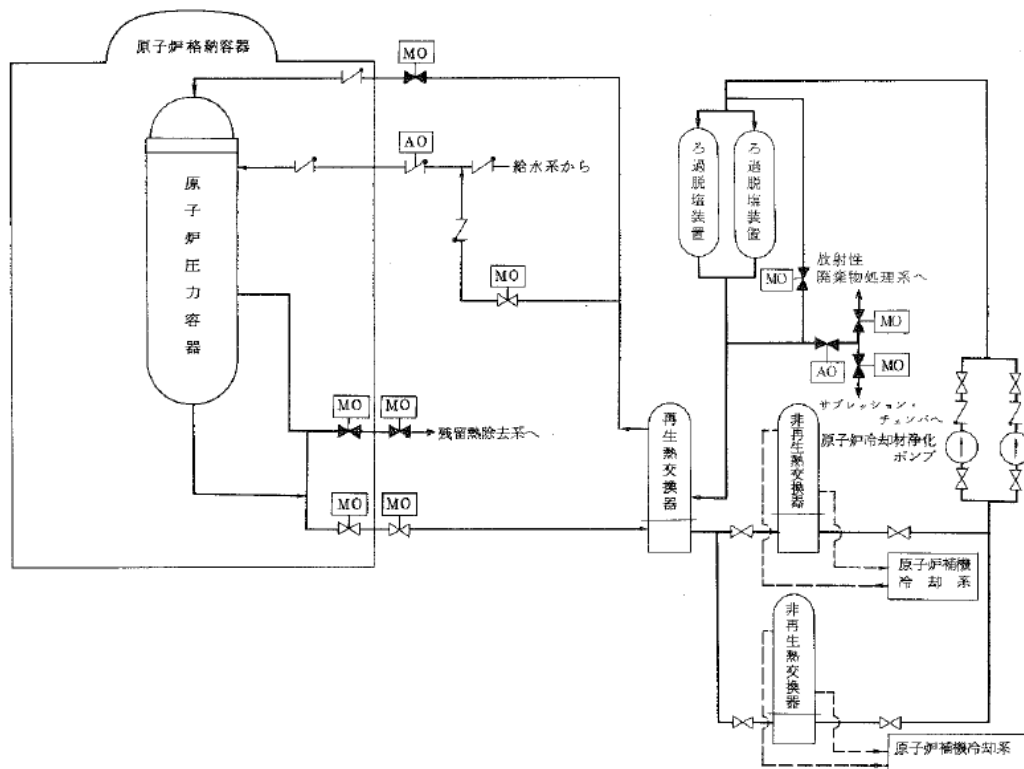 原子炉格納容器
MO
AO
給水系から
原子炉圧力容器
MO
ろ過脱塩装置
ろ過脱塩装置
MO
放射性
廃棄物処理系へ
MO
MO
AO
サプレッション・
チェンバへ
原子炉冷却材浄化
ポンプ
MO
MO
残留熱除去系へ
MO
MO
再生熱交換器
非再生熱交換器
原子炉補機
冷却系
非再生熱交換器
原子炉補機冷却系